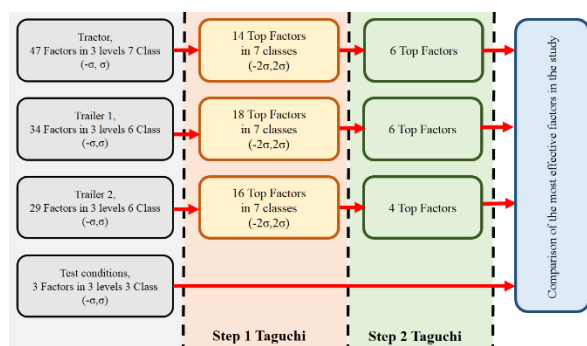 Tractor,
47 Factors in 3 levels 7 Class
(-σ, σ)
14 Top Factors
in 7 classes
(-2σ,2σ)
6 Top Factors
Trailer 1,
34 Factors in 3 levels 6 Class
(-σ,σ)
18 Top Factors
in 7 classes
(-2σ,2σ)
6 Top Factors
Trailer 2,
29 Factors in 3 levels 6 Class
(-σ,σ)
16 Top Factors
in 7 classes
(-2σ,2σ)
4 Top Factors
Test conditions,
3 Factors in 3 levels 3 Class
(-σ,σ)
Comparison of the most effective factors in the study
Step 1 Taguchi
Step 2 Taguchi